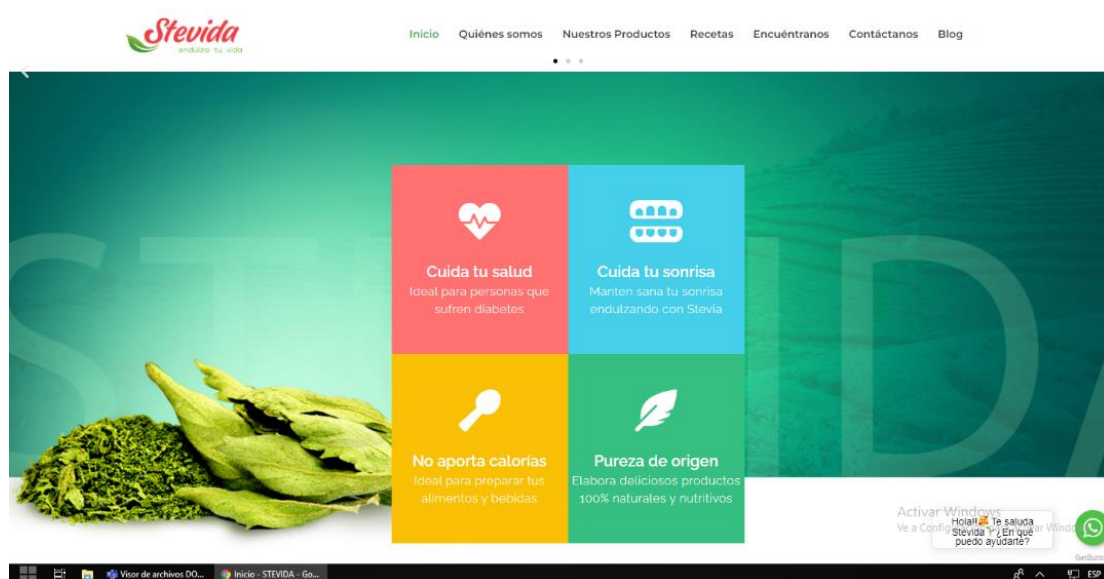 Stevida
endulza tu vida
Inicio Quiénes somos Nuestros Productos Recetas Encuéntranos Contáctanos Blog
STEVIDA
Cuida tu salud
Ideal para personas que
sufren diabetes
Cuida tu sonrisa
Manten sana tu sonrisa
endulzando con Stevia
No aporta calorías
Ideal para preparar tus
alimentos y bebidas
Pureza de origen
Elabora deliciosos productos
100% naturales y nutritivos
Activar Windows
Ve a
Hola!! Te saluda
Stevida ¿En qué
puedo ayudarte?
Visor de archivos DO... Inicio - STEVIDA - Go... ESP